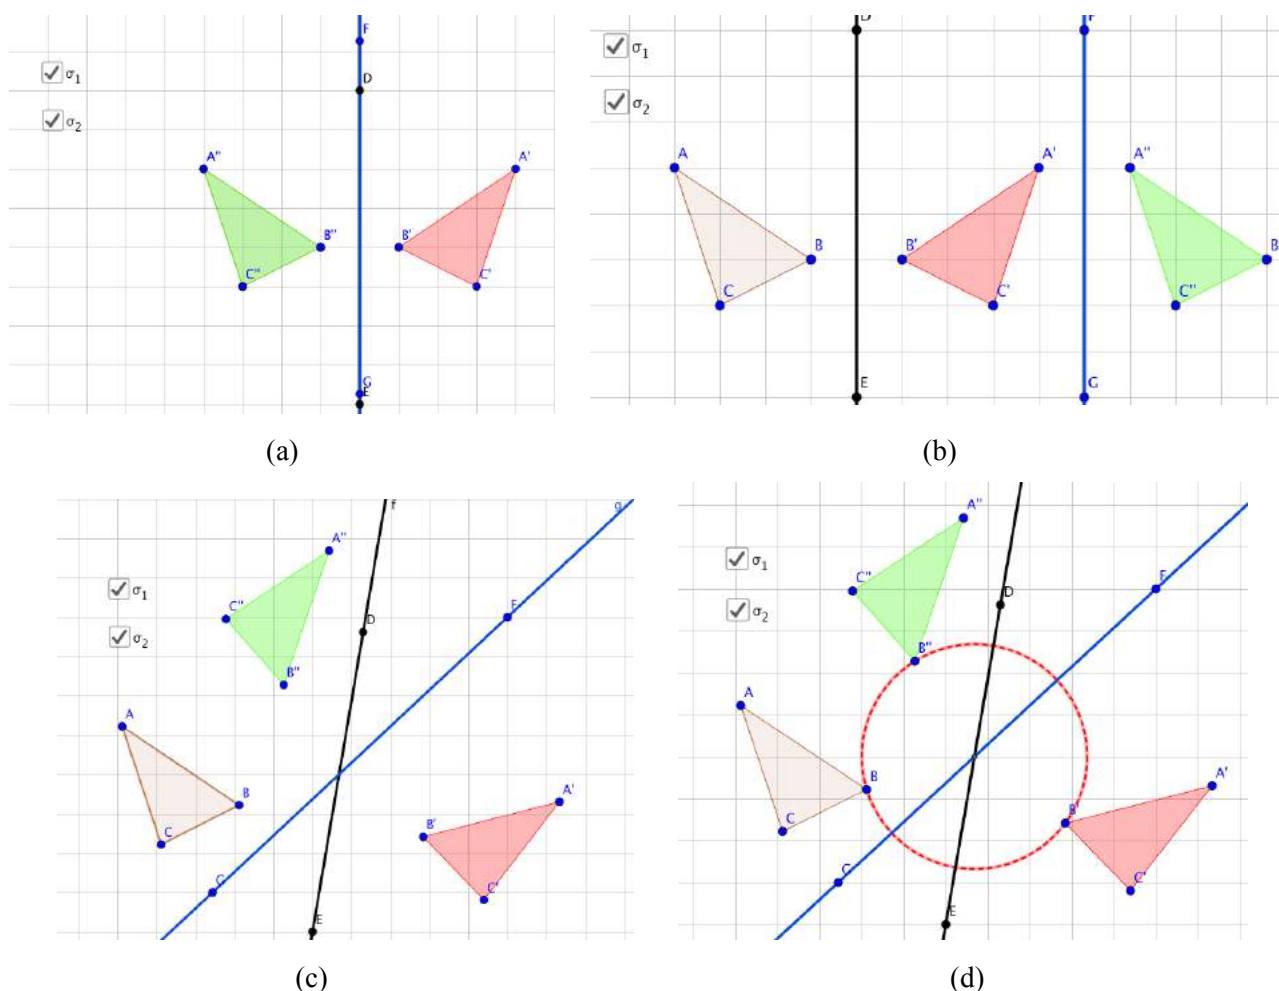 F
σ1
D
σ2
A"
A'
B"
B'
C"
C'
G
E
(a)
D
F
σ1
σ2
A
A'
A"
B
B'
B
C
C'
C"
E
G
(b)
f
g
A"
σ1
C"
F
D
σ2
B"
A
B
A'
B'
C
C'
G
E
(c)
A"
σ1
C"
F
D
σ2
B"
A
B
A'
B'
C
C'
G
E
(d)